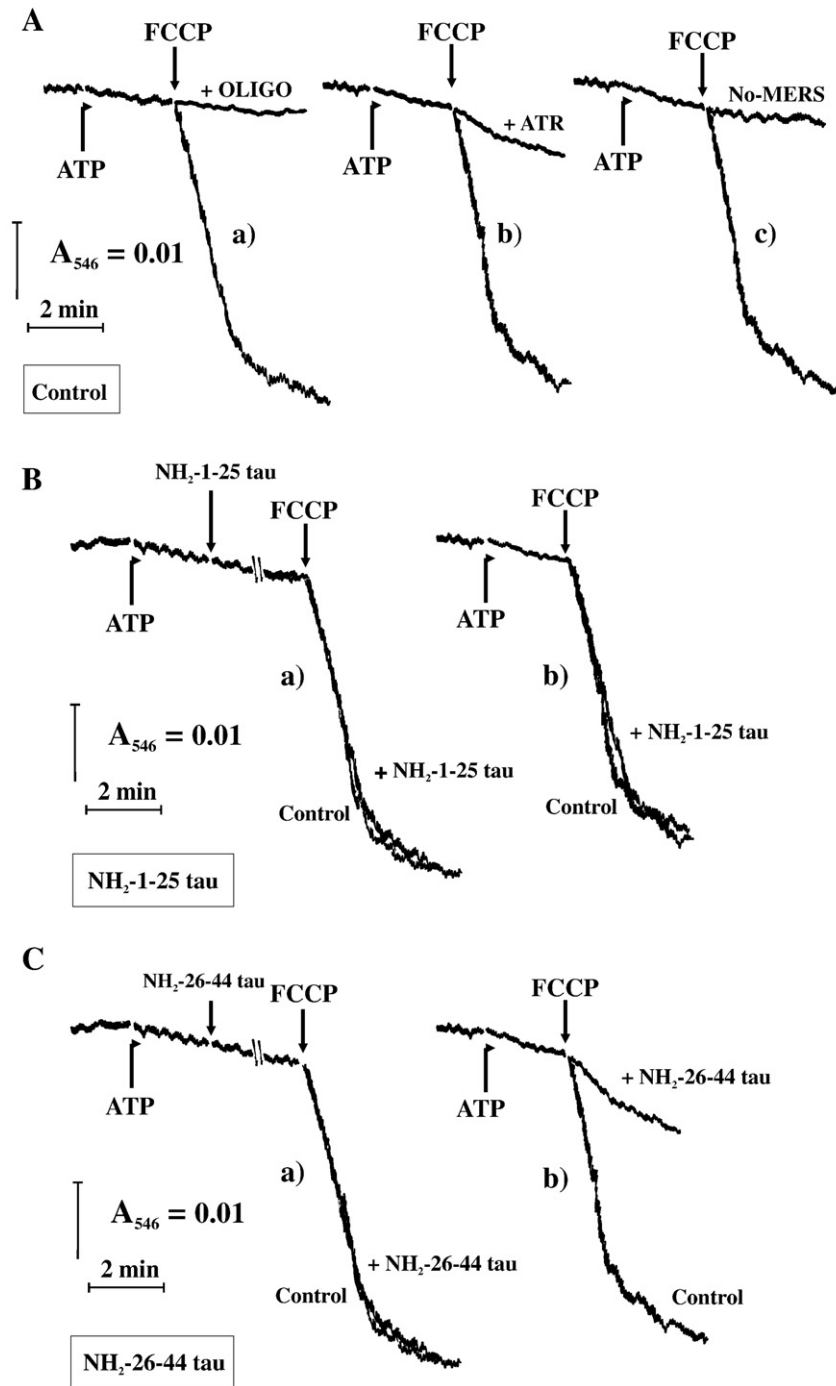 A
FCCP
FCCP
FCCP
+ OLIGO
+ ATR
No-MERS
ATP
ATP
ATP
a)
b)
c)
A₅₄₆ = 0.01
2 min
Control
B
NH₂-1-25 tau
FCCP
FCCP
ATP
ATP
a)
b)
A₅₄₆ = 0.01
+ NH₂-1-25 tau
+ NH₂-1-25 tau
2 min
Control
Control
NH₂-1-25 tau
C
NH₂-26-44 tau
FCCP
FCCP
+ NH₂-26-44 tau
ATP
ATP
a)
b)
A₅₄₆ = 0.01
+ NH₂-26-44 tau
2 min
Control
Control
NH₂-26-44 tau